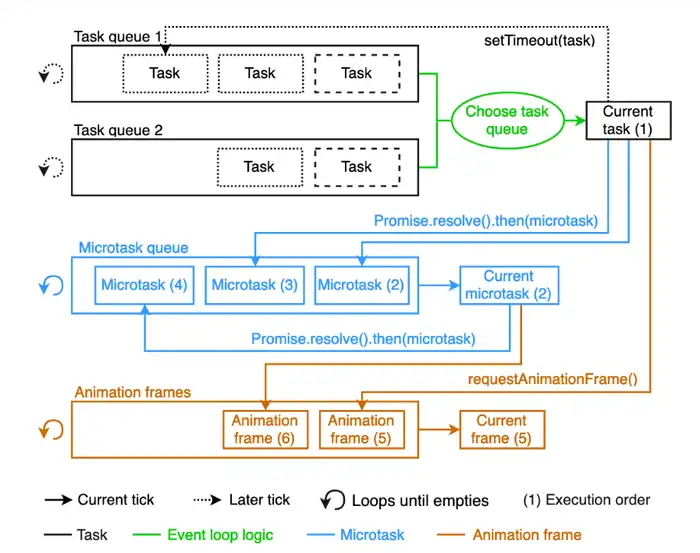 Task queue 1
setTimeout(task)
Task
Task
Task
Choose task
queue
Current
task (1)
Task queue 2
Task
Task
Promise.resolve().then(microtask)
Microtask queue
Microtask (4)
Microtask (3)
Microtask (2)
Current
microtask (2)
Promise.resolve().then(microtask)
requestAnimationFrame()
Animation frames
Animation
frame (6)
Animation
frame (5)
Current
frame (5)
Current tick
Later tick
Loops until empties
(1) Execution order
Task
Event loop logic
Microtask
Animation frame